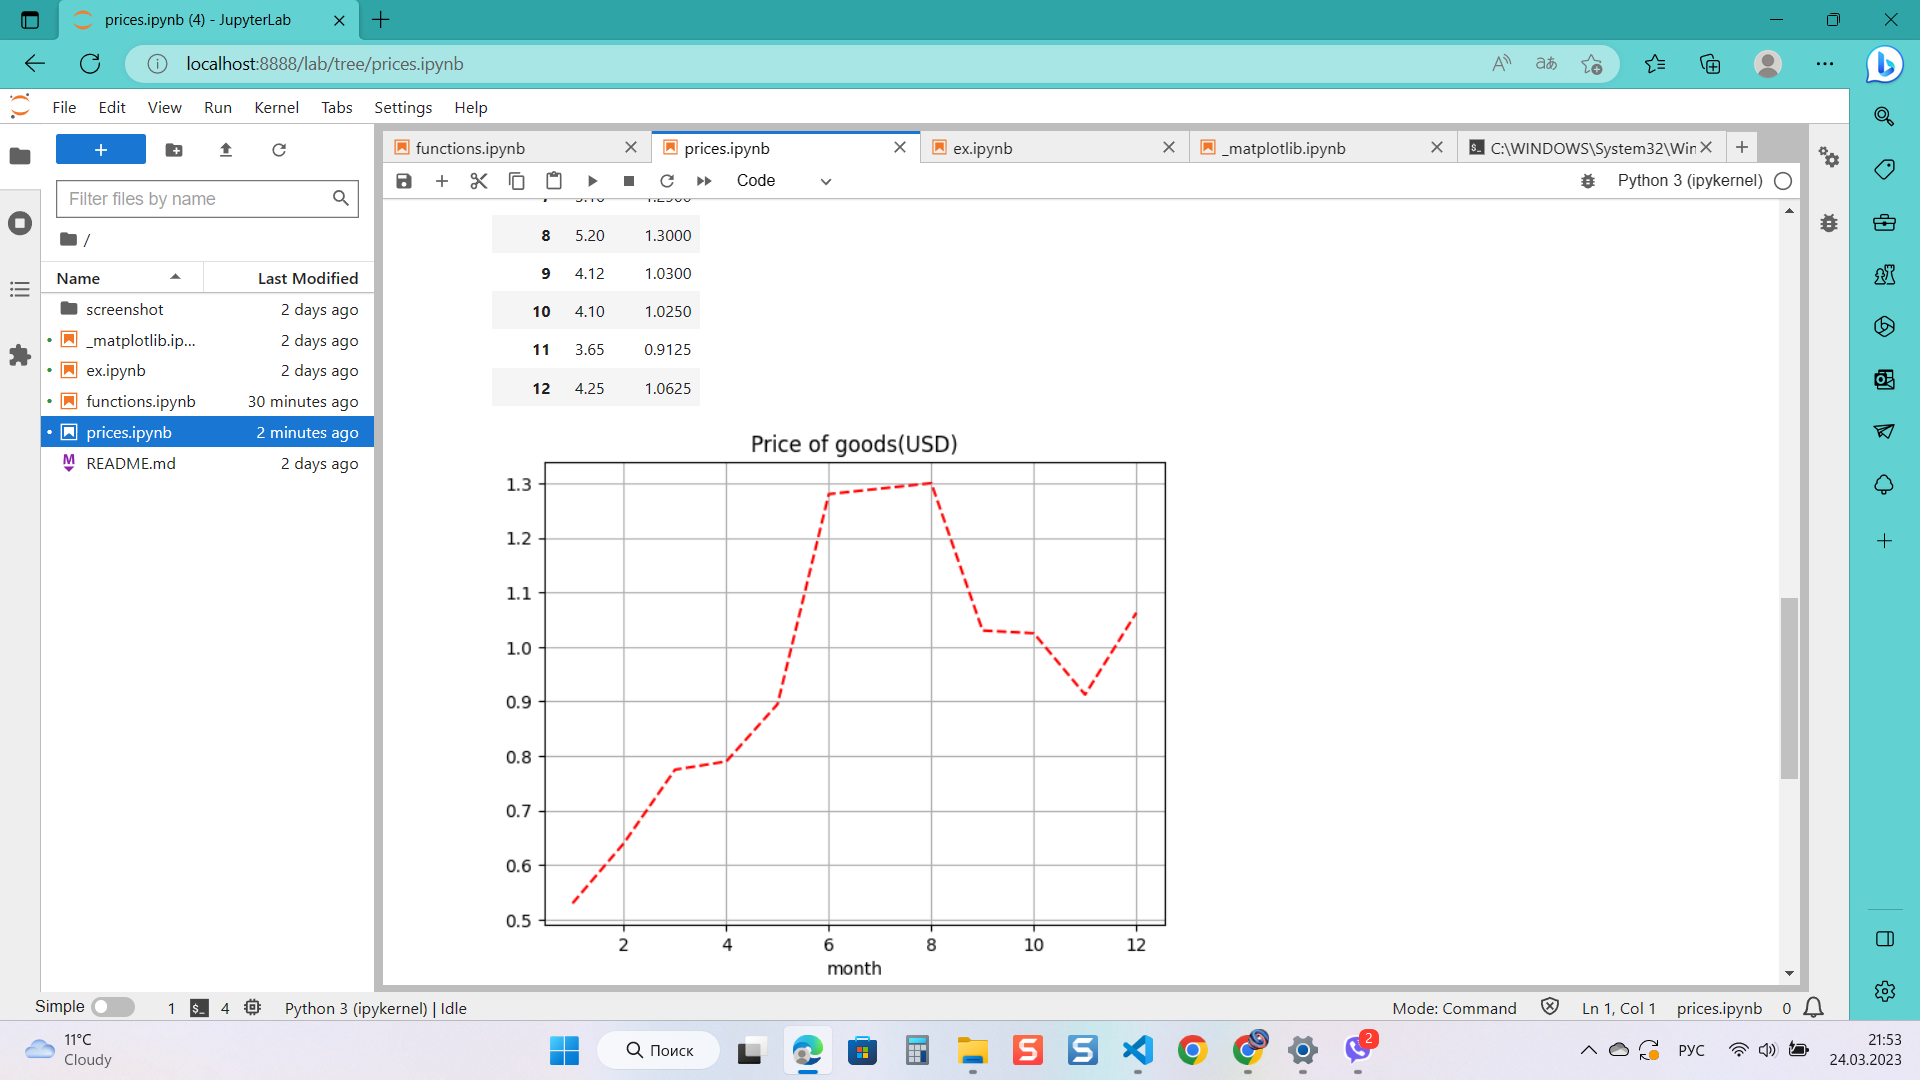 prices.ipynb (4) - JupyterLab
localhost:8888/lab/tree/prices.ipynb
File Edit View Run Kernel Tabs Settings Help
Filter files by name
/
Name Last Modified
screenshot 2 days ago
_matplotlib.ip... 2 days ago
ex.ipynb 2 days ago
functions.ipynb 30 minutes ago
prices.ipynb 2 minutes ago
README.md 2 days ago
functions.ipynb prices.ipynb ex.ipynb _matplotlib.ipynb C:\WINDOWS\System32\Win
Code Python 3 (ipykernel)
8 5.20 1.3000
9 4.12 1.0300
10 4.10 1.0250
11 3.65 0.9125
12 4.25 1.0625
Price of goods(USD)
1.3
1.2
1.1
1.0
0.9
0.8
0.7
0.6
0.5
2 4 6 8 10 12
month
Simple 1 4 Python 3 (ipykernel) | Idle Mode: Command Ln 1, Col 1 prices.ipynb 0
11°C
Cloudy
Поиск
2
РУС
21:53
24.03.2023